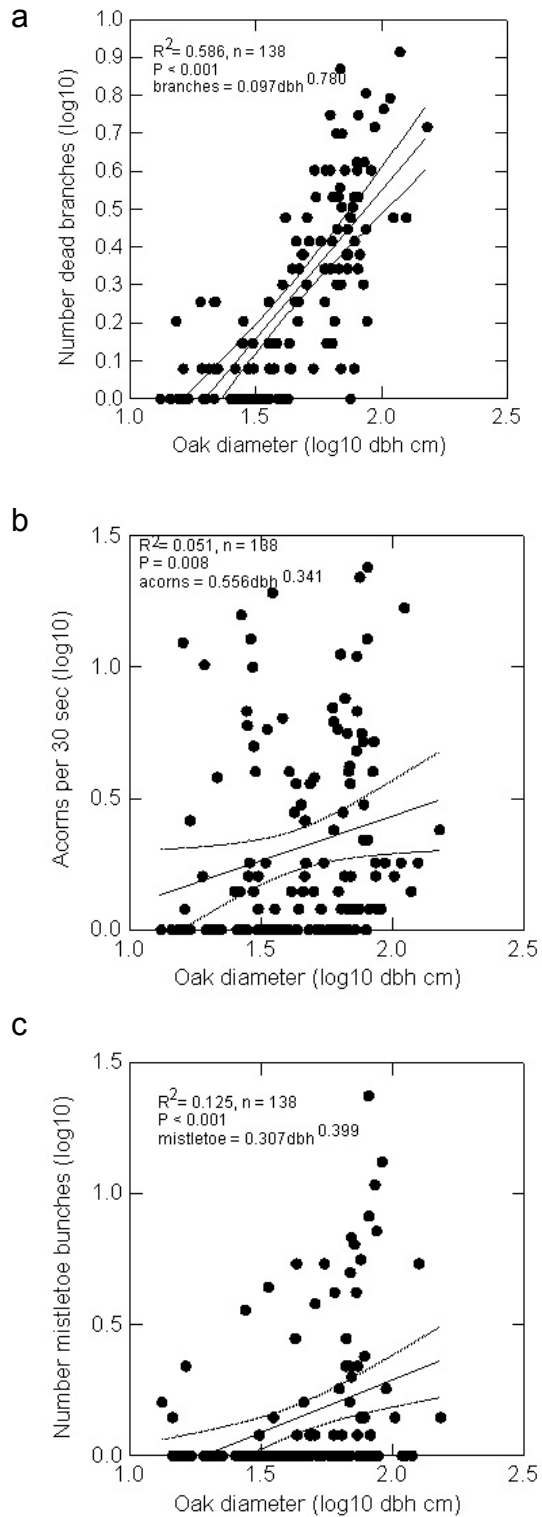 a
1.0
0.9
0.8
0.7
0.6
0.5
0.4
0.3
0.2
0.1
0.0
Number dead branches (log10)
R2= 0.586, n = 138
P < 0.001
branches = 0.097dbh 0.780
1.0 1.5 2.0 2.5
Oak diameter (log10 dbh cm)
b
1.5
1.0
0.5
0.0
Acorns per 30 sec (log10)
R2= 0.051, n = 138
P = 0.008
acorns = 0.556dbh 0.341
1.0 1.5 2.0 2.5
Oak diameter (log10 dbh cm)
c
1.5
1.0
0.5
0.0
Number mistletoe bunches (log10)
R2= 0.125, n = 138
P < 0.001
mistletoe = 0.307dbh 0.399
1.0 1.5 2.0 2.5
Oak diameter (log10 dbh cm)